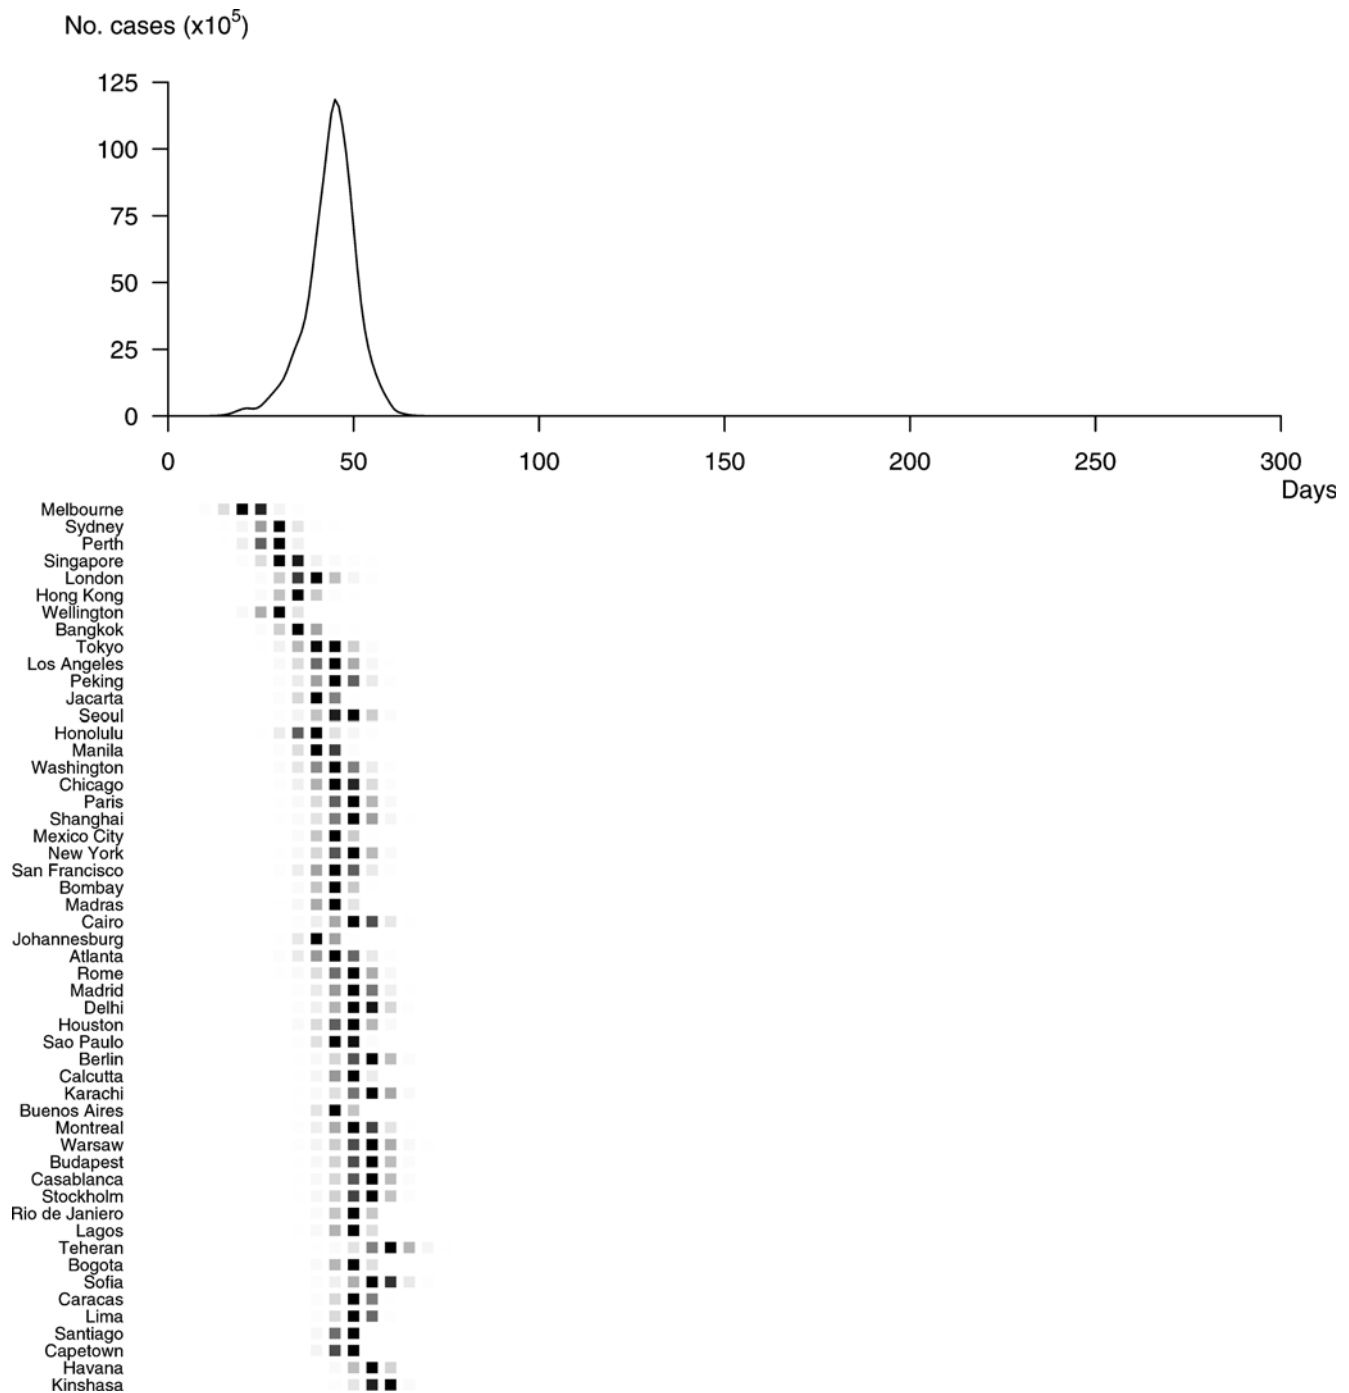 No. cases (x10⁵)
125
100
75
50
25
0
0 50 100 150 200 250 300
Days
Melbourne
Sydney
Perth
Singapore
London
Hong Kong
Wellington
Bangkok
Tokyo
Los Angeles
Peking
Jacarta
Seoul
Honolulu
Manila
Washington
Chicago
Paris
Shanghai
Mexico City
New York
San Francisco
Bombay
Madras
Cairo
Johannesburg
Atlanta
Rome
Madrid
Delhi
Houston
Sao Paulo
Berlin
Calcutta
Karachi
Buenos Aires
Montreal
Warsaw
Budapest
Casablanca
Stockholm
Rio de Janiero
Lagos
Teheran
Bogota
Sofia
Caracas
Lima
Santiago
Capetown
Havana
Kinshasa